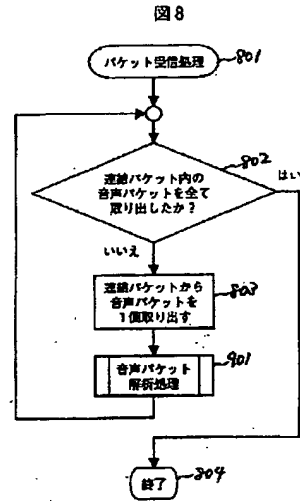 図8
パケット受信処理
801
連結パケット内の
音声パケットを全て
取り出したか？
802
はい
いいえ
連結パケットから
音声パケットを
1個取り出す
803
音声パケット
解析処理
901
終了
804